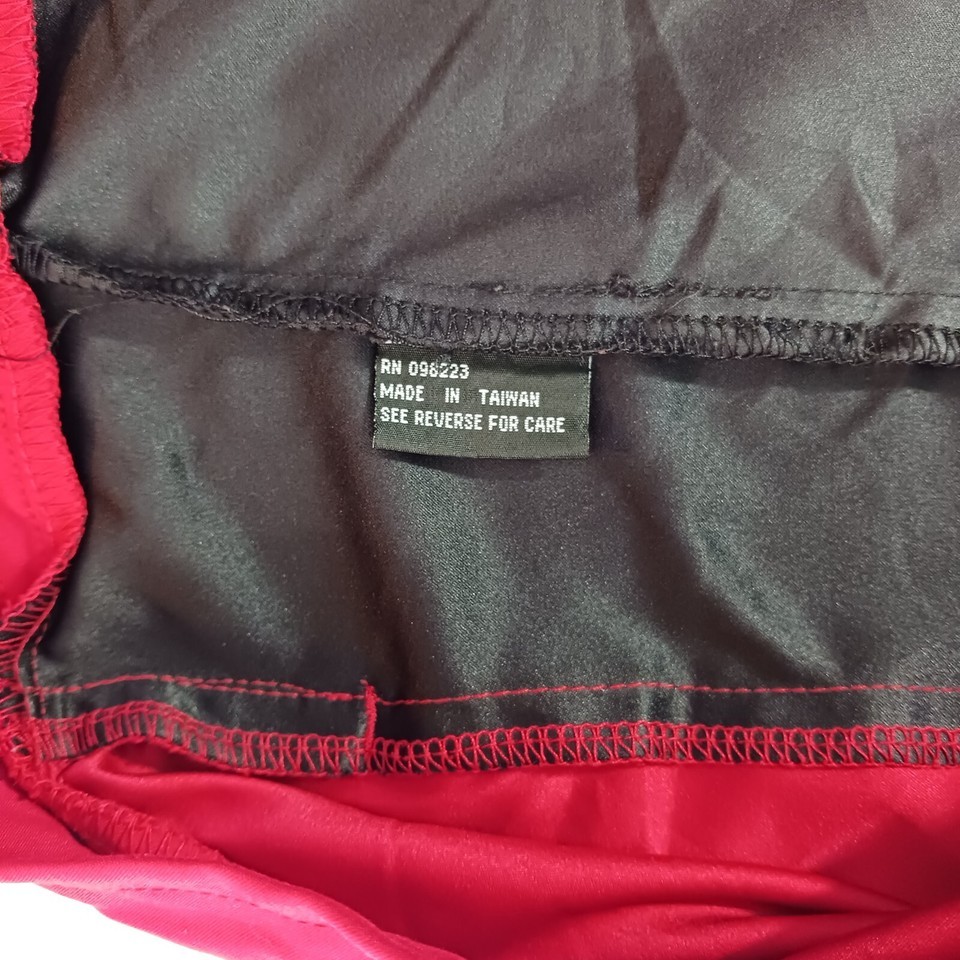 RN 098223
MADE IN TAIWAN
SEE REVERSE FOR CARE